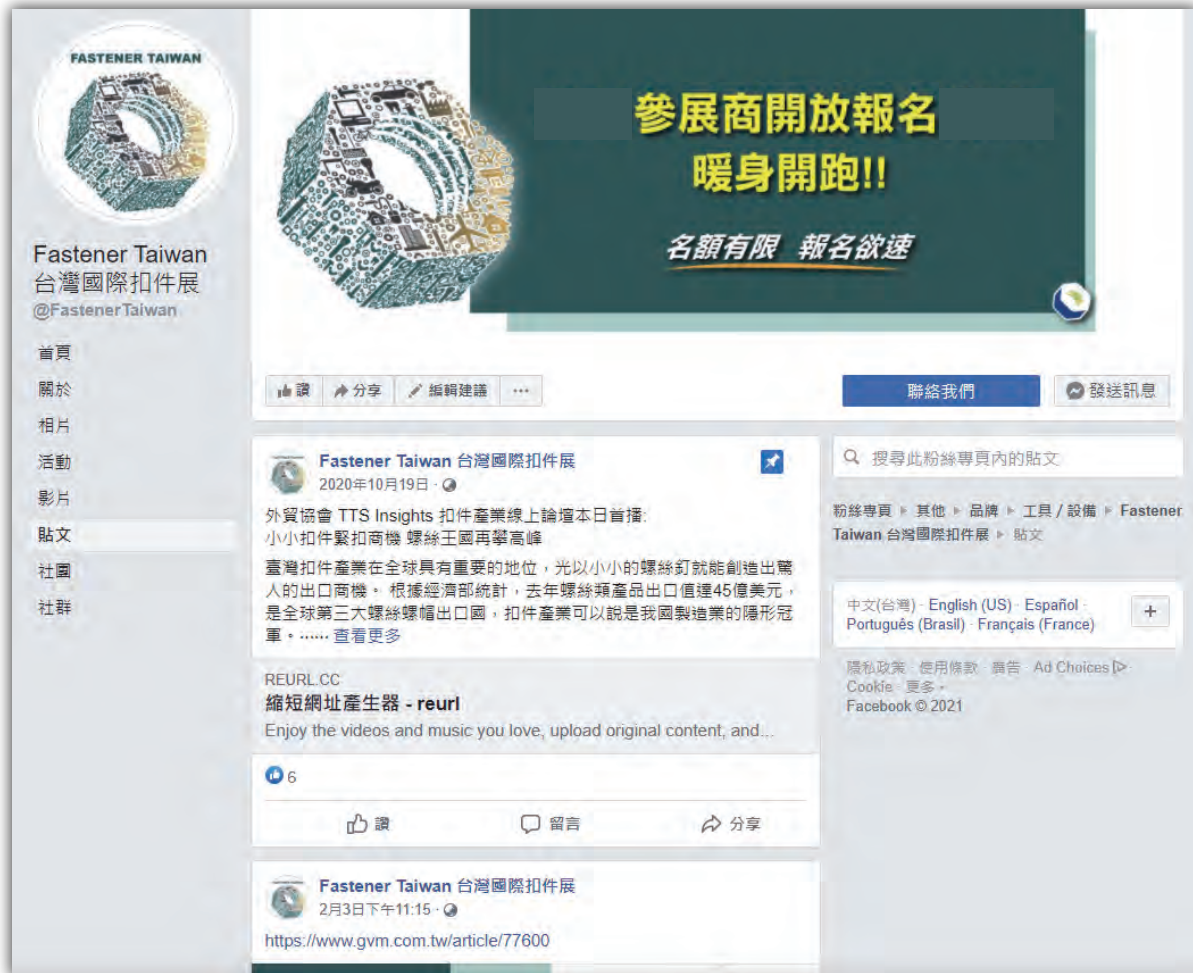 FASTENER TAIWAN
Fastener Taiwan
台灣國際扣件展
@FastenerTaiwan
首頁
關於
相片
活動
影片
貼文
社團
社群
參展商開放報名
暖身開跑!!
名額有限 報名欲速
讚 分享 編輯建議 ...
聯絡我們 發送訊息
Fastener Taiwan 台灣國際扣件展
2020年10月19日 ·
外貿協會 TTS Insights 扣件產業線上論壇本日首播:
小小扣件緊扣商機 螺絲王國再攀高峰
臺灣扣件產業在全球具有重要的地位，光以小小的螺絲釘就能創造出驚
人的出口商機。 根據經濟部統計，去年螺絲類產品出口值達45億美元，
是全球第三大螺絲螺帽出口國，扣件產業可以說是我國製造業的隱形冠
軍。…… 查看更多
REURL.CC
縮短網址產生器 - reurl
Enjoy the videos and music you love, upload original content, and...
6
讚 留言 分享
Fastener Taiwan 台灣國際扣件展
2月3日下午11:15 ·
https://www.gvm.com.tw/article/77600
搜尋此粉絲專頁內的貼文
粉絲專頁 ▸ 其他 ▸ 品牌 ▸ 工具 / 設備 ▸ Fastener
Taiwan 台灣國際扣件展 ▸ 貼文
中文(台灣) · English (US) · Español ·
Português (Brasil) · Français (France)
+
隱私政策 · 使用條款 · 廣告 · Ad Choices ·
Cookie · 更多 ·
Facebook © 2021